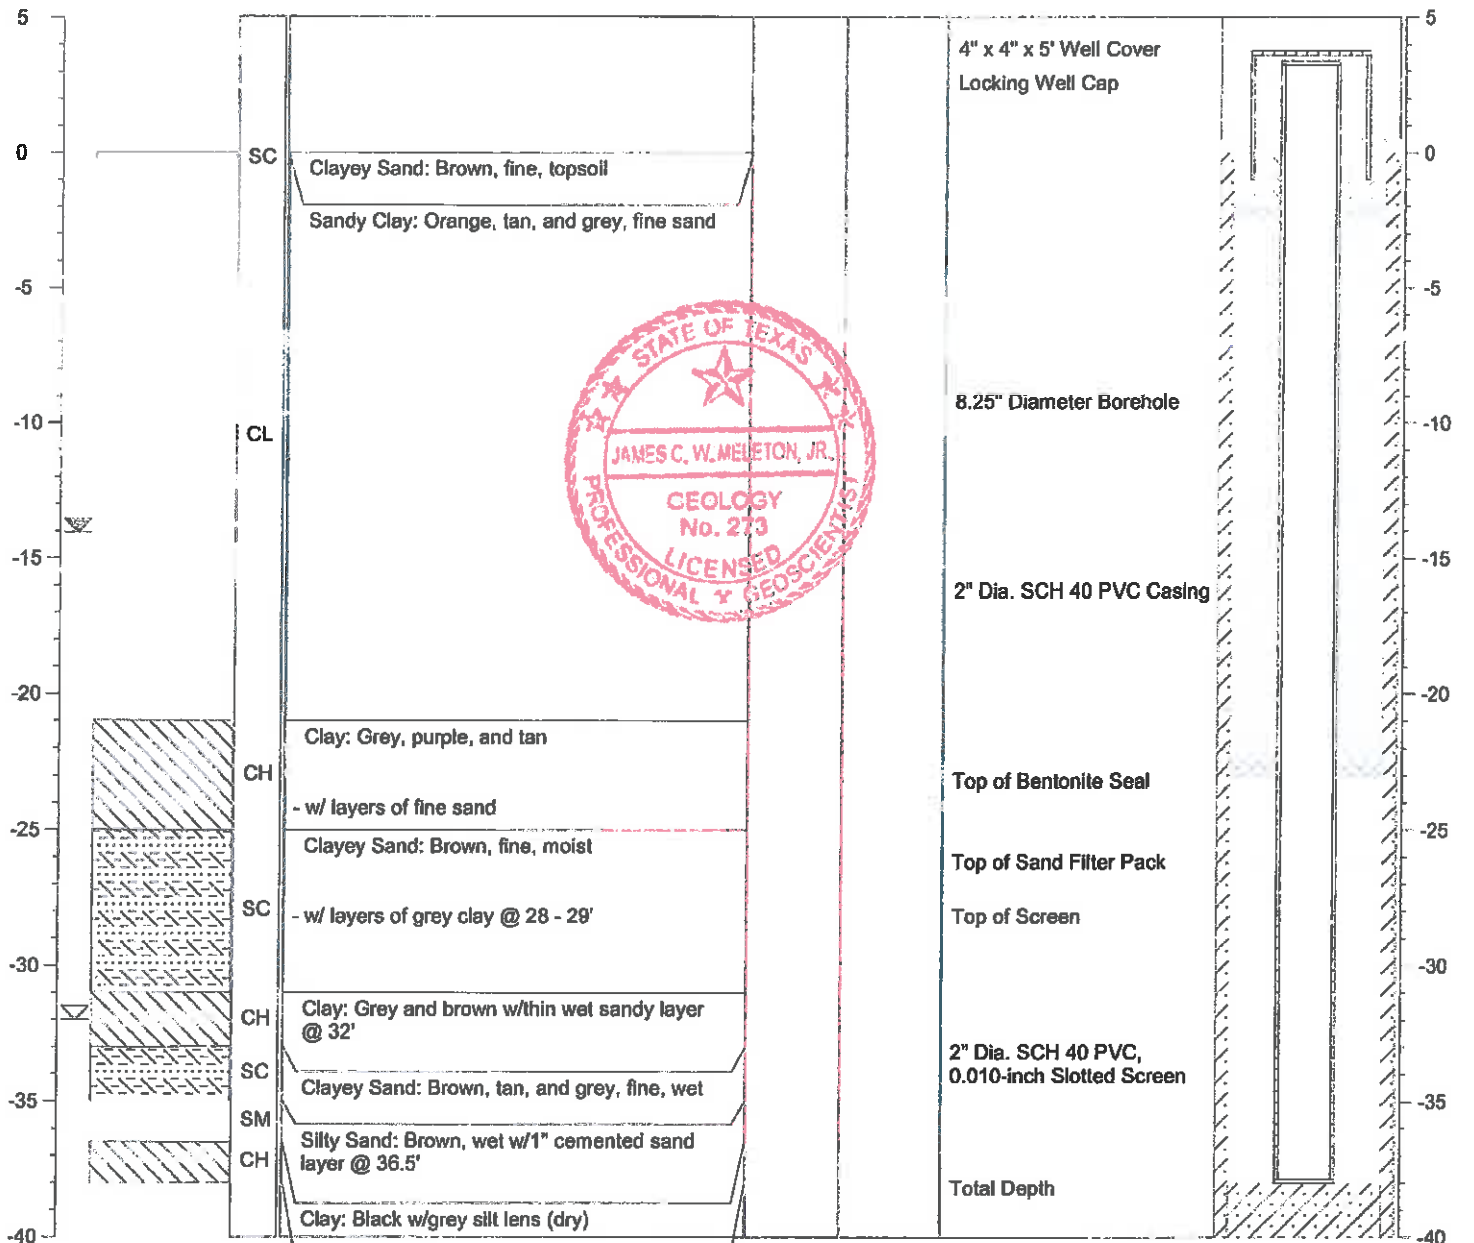 5
5
4" x 4" x 5' Well Cover
Locking Well Cap
0
SC
0
Clayey Sand: Brown, fine, topsoil
Sandy Clay: Orange, tan, and grey, fine sand
-5
-5
STATE OF TEXAS
JAMES C. W. MELETON, JR.
GEOLOGY
No. 273
LICENSED
PROFESSIONAL GEOSCIENTIST
8.25" Diameter Borehole
-10
CL
-10
-15
-15
2" Dia. SCH 40 PVC Casing
-20
-20
Clay: Grey, purple, and tan
CH
Top of Bentonite Seal
- w/ layers of fine sand
-25
-25
Clayey Sand: Brown, fine, moist
Top of Sand Filter Pack
SC
- w/ layers of grey clay @ 28 - 29'
Top of Screen
-30
-30
CH
Clay: Grey and brown w/thin wet sandy layer
@ 32'
2" Dia. SCH 40 PVC,
0.010-inch Slotted Screen
SC
Clayey Sand: Brown, tan, and grey, fine, wet
-35
-35
SM
Silty Sand: Brown, wet w/1" cemented sand
layer @ 36.5'
CH
Total Depth
Clay: Black w/grey silt lens (dry)
-40
-40